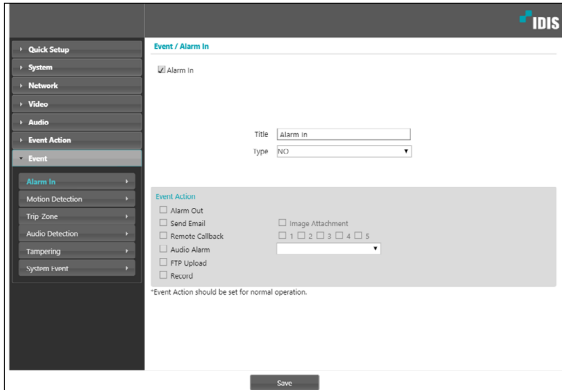 IDIS
Quick Setup
System
Network
Video
Audio
Event Action
Event
Alarm In
Motion Detection
Trip-Zone
Audio Detection
Tampering
System Event
Event / Alarm In
Alarm In
Title Alarm In
Type NO
Event Action
Alarm Out
Send Email Image Attachment
Remote Callback 1 2 3 4 5
Audio Alarm
FTP Upload
Record
*Event Action should be set for normal operation.
Save